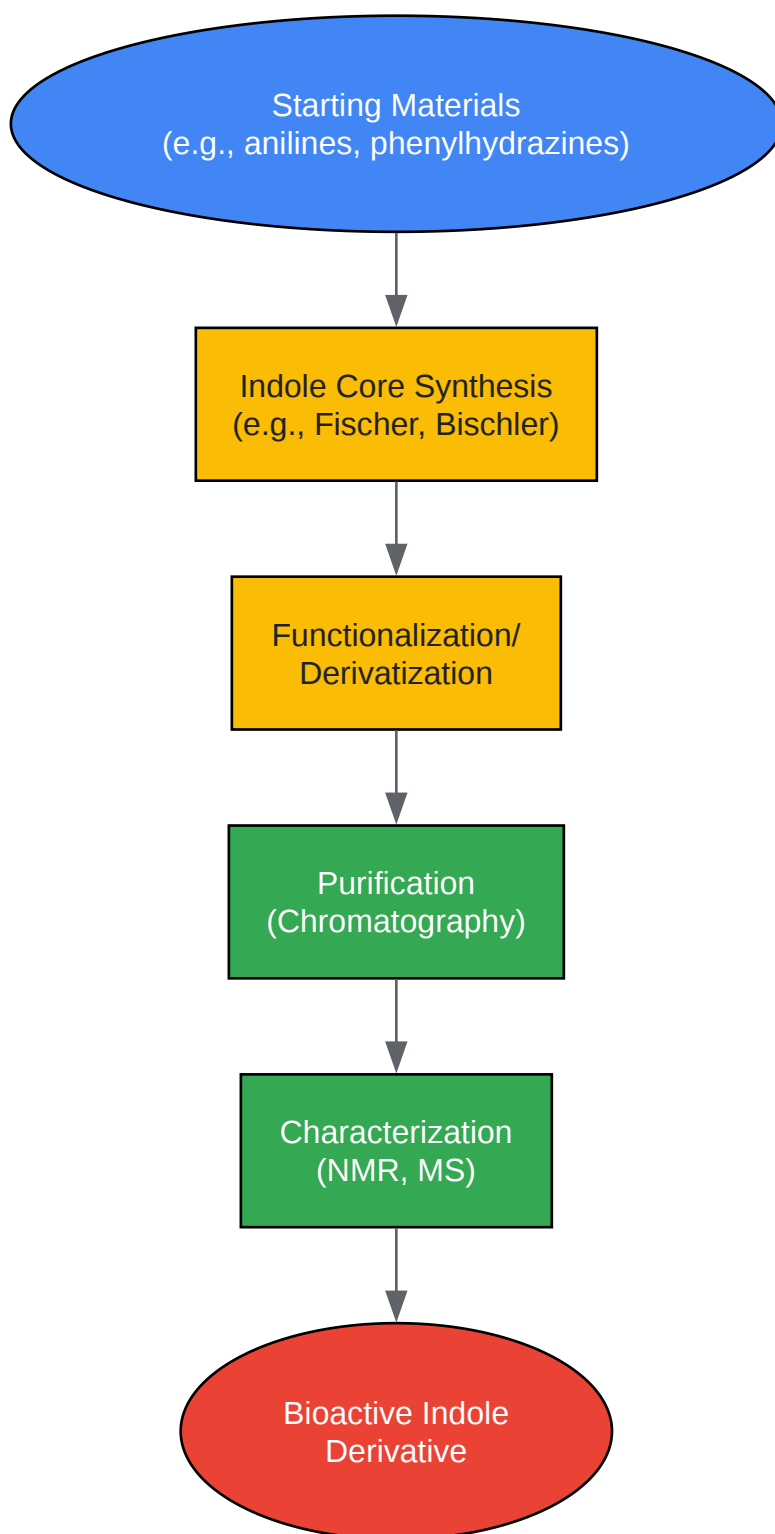 Starting Materials
(e.g., anilines, phenylhydrazines)
Indole Core Synthesis
(e.g., Fischer, Bischler)
Functionalization/
Derivatization
Purification
(Chromatography)
Characterization
(NMR, MS)
Bioactive Indole
Derivative